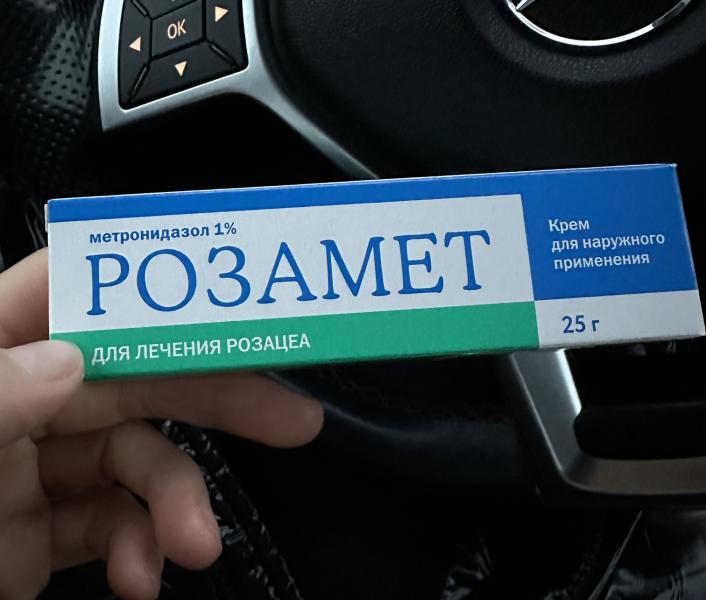 OK
метронидазол 1%
РОЗАМЕТ
ДЛЯ ЛЕЧЕНИЯ РОЗАЦЕА
Крем
для наружного
применения
25 г